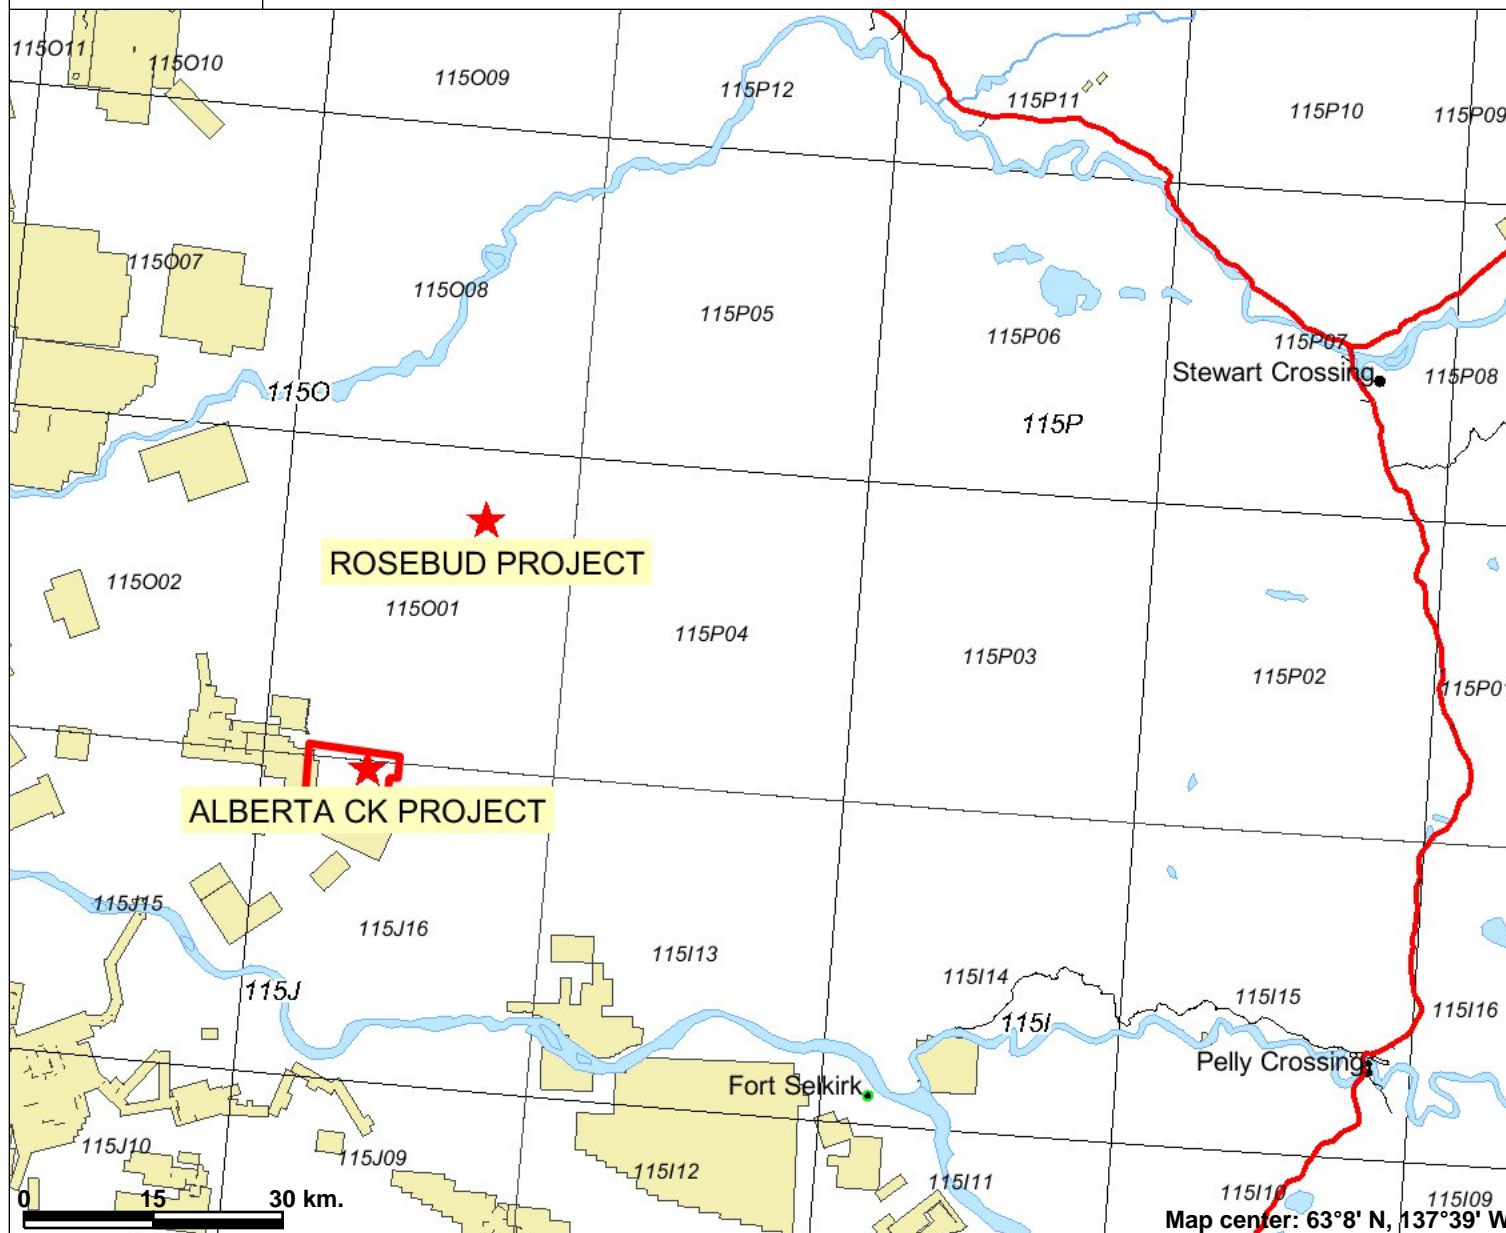 115O11
115O10
115O09
115P12
115P11
115P10
115P09
115O07
115O08
115P05
115P06
115P07
115P08
Stewart Crossing
115O
115P
ROSEBUD PROJECT
115O02
115O01
115P04
115P03
115P02
115P01
ALBERTA CK PROJECT
115J15
115J16
115I13
115I14
115I15
115I16
115J
115I
Pelly Crossing
Fort Selkirk
115J10
115J09
115I12
115I11
115I10
115I09
0 15 30 km.
Map center: 63°8' N, 137°39' W